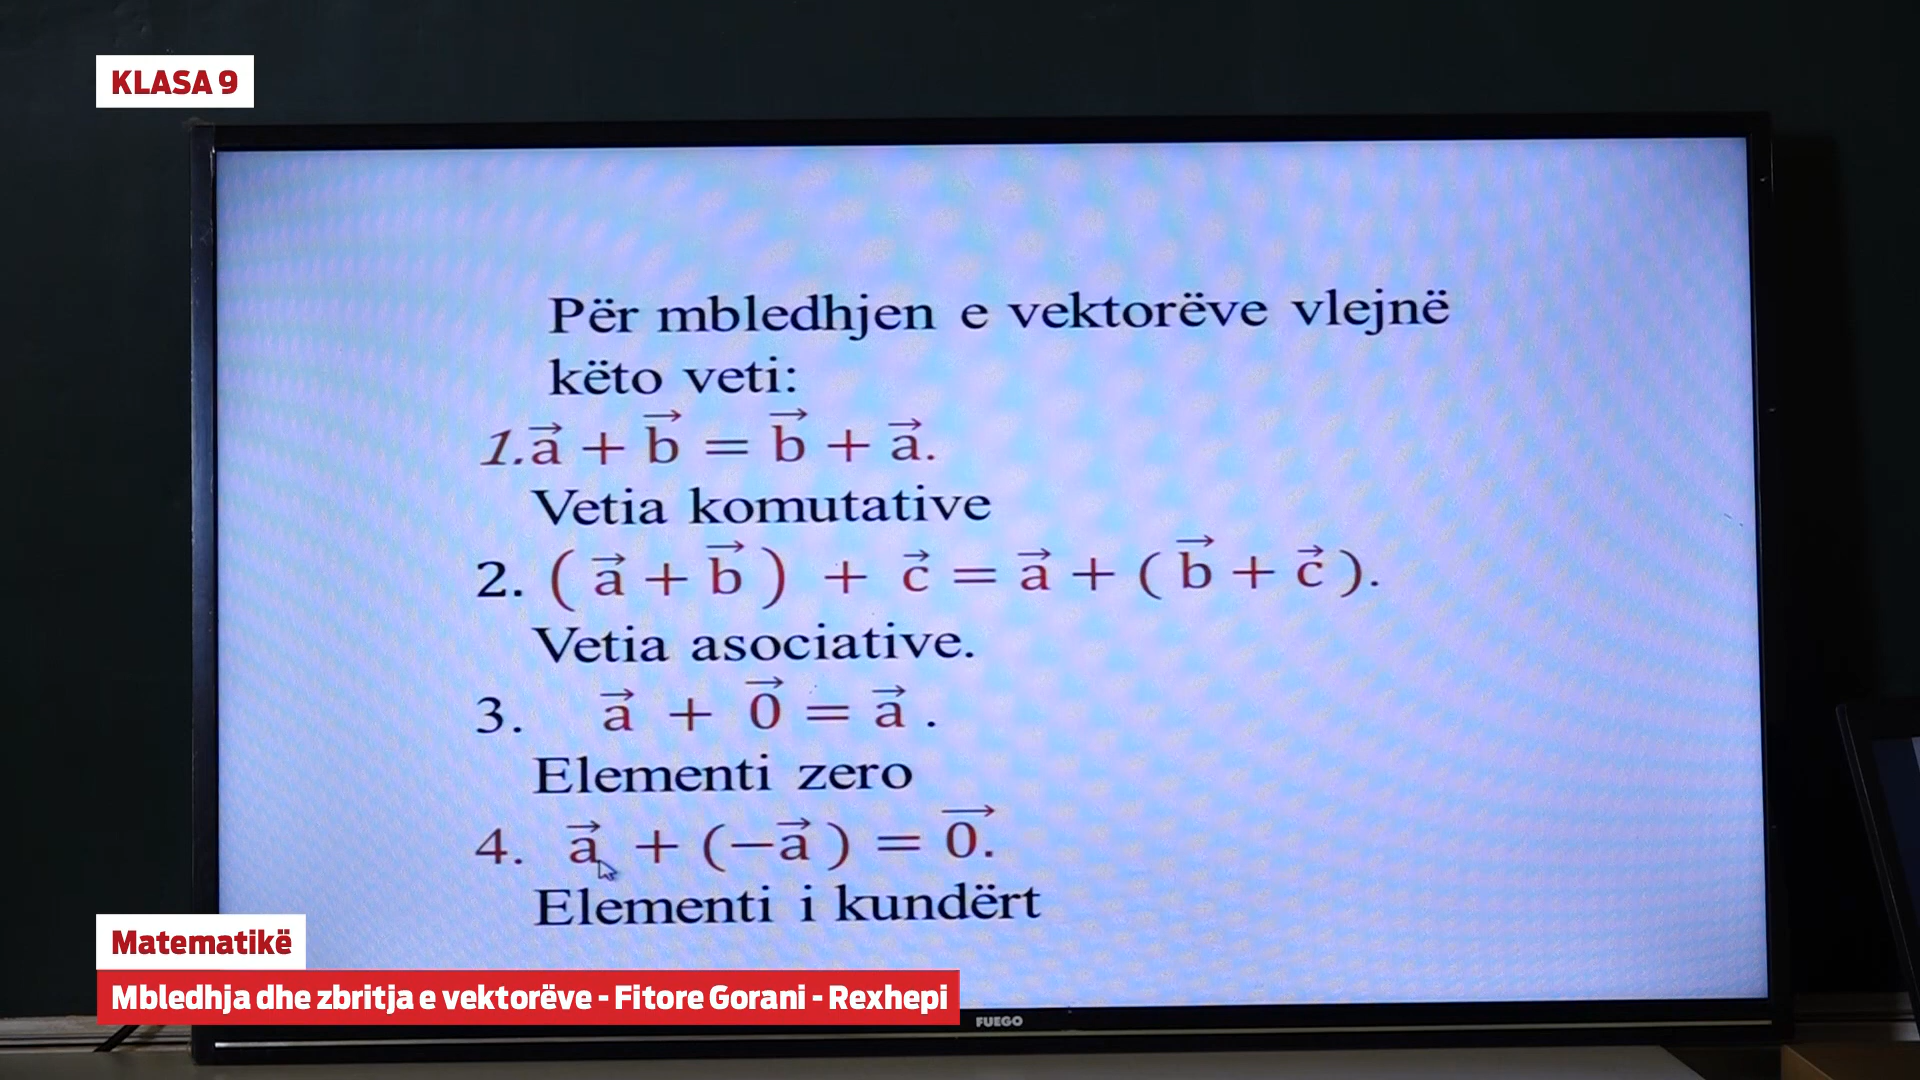 KLASA 9
Për mbledhjen e vektorëve vlejnë
këto veti:
1. a⃗ + b⃗ = b⃗ + a⃗.
Vetia komutative
2. ( a⃗ + b⃗ ) + c⃗ = a⃗ + ( b⃗ + c⃗ ).
Vetia asociative.
3. a⃗ + 0⃗ = a⃗ .
Elementi zero
4. a⃗ + (−a⃗ ) = 0⃗.
Elementi i kundërt
Matematikë
Mbledhja dhe zbritja e vektorëve - Fitore Gorani - Rexhepi
FUEGO